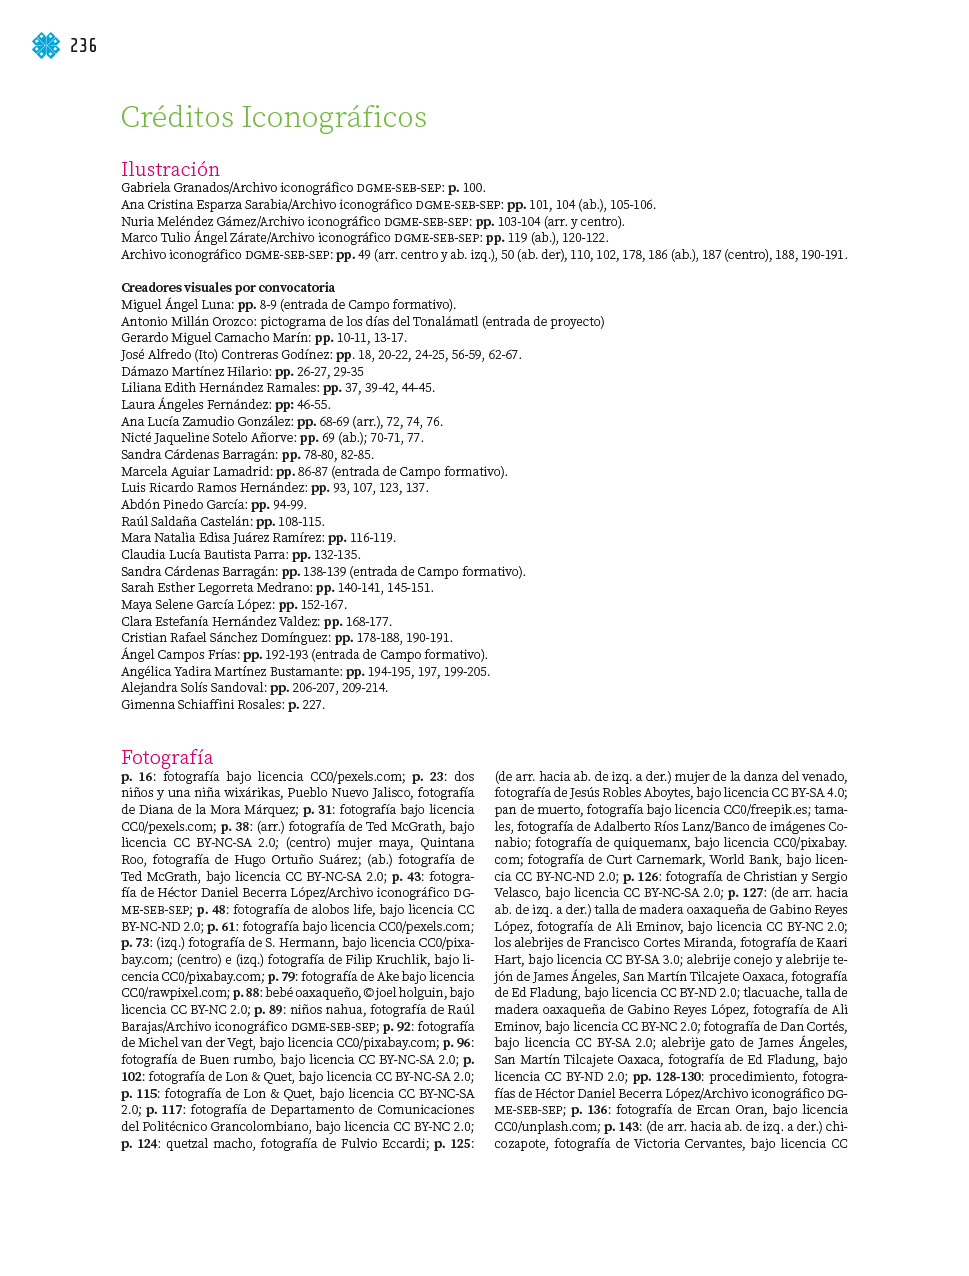 236
Créditos Iconográficos
Ilustración
Gabriela Granados/Archivo iconográfico DGME-SEB-SEP: p. 100.
Ana Cristina Esparza Sarabia/Archivo iconográfico DGME-SEB-SEP: pp. 101, 104 (ab.), 105-106.
Nuria Meléndez Gámez/Archivo iconográfico DGME-SEB-SEP: pp. 103-104 (arr. y centro).
Marco Tulio Ángel Zárate/Archivo iconográfico DGME-SEB-SEP: pp. 119 (ab.), 120-122.
Archivo iconográfico DGME-SEB-SEP: pp. 49 (arr. centro y ab. izq.), 50 (ab. der), 110, 102, 178, 186 (ab.), 187 (centro), 188, 190-191.
Creadores visuales por convocatoria
Miguel Ángel Luna: pp. 8-9 (entrada de Campo formativo).
Antonio Millán Orozco: pictograma de los días del Tonalámatl (entrada de proyecto)
Gerardo Miguel Camacho Marín: pp. 10-11, 13-17.
José Alfredo (Ito) Contreras Godínez: pp. 18, 20-22, 24-25, 56-59, 62-67.
Dámazo Martínez Hilario: pp. 26-27, 29-35
Liliana Edith Hernández Ramales: pp. 37, 39-42, 44-45.
Laura Ángeles Fernández: pp: 46-55.
Ana Lucía Zamudio González: pp. 68-69 (arr.), 72, 74, 76.
Nicté Jaqueline Sotelo Añorve: pp. 69 (ab.); 70-71, 77.
Sandra Cárdenas Barragán: pp. 78-80, 82-85.
Marcela Aguiar Lamadrid: pp. 86-87 (entrada de Campo formativo).
Luis Ricardo Ramos Hernández: pp. 93, 107, 123, 137.
Abdón Pinedo García: pp. 94-99.
Raúl Saldaña Castelán: pp. 108-115.
Mara Natalia Edisa Juárez Ramírez: pp. 116-119.
Claudia Lucía Bautista Parra: pp. 132-135.
Sandra Cárdenas Barragán: pp. 138-139 (entrada de Campo formativo).
Sarah Esther Legorreta Medrano: pp. 140-141, 145-151.
Maya Selene García López: pp. 152-167.
Clara Estefanía Hernández Valdez: pp. 168-177.
Cristian Rafael Sánchez Domínguez: pp. 178-188, 190-191.
Ángel Campos Frías: pp. 192-193 (entrada de Campo formativo).
Angélica Yadira Martínez Bustamante: pp. 194-195, 197, 199-205.
Alejandra Solís Sandoval: pp. 206-207, 209-214.
Gimenna Schiaffini Rosales: p. 227.
Fotografía
p. 16: fotografía bajo licencia CC0/pexels.com; p. 23: dos
niños y una niña wixárikas, Pueblo Nuevo Jalisco, fotografía
de Diana de la Mora Márquez; p. 31: fotografía bajo licencia
CC0/pexels.com; p. 38: (arr.) fotografía de Ted McGrath, bajo
licencia CC BY-NC-SA 2.0; (centro) mujer maya, Quintana
Roo, fotografía de Hugo Ortuño Suárez; (ab.) fotografía de
Ted McGrath, bajo licencia CC BY-NC-SA 2.0; p. 43: fotogra-
fía de Héctor Daniel Becerra López/Archivo iconográfico DG-
ME-SEB-SEP; p. 48: fotografía de alobos life, bajo licencia CC
BY-NC-ND 2.0; p. 61: fotografía bajo licencia CC0/pexels.com;
p. 73: (izq.) fotografía de S. Hermann, bajo licencia CC0/pixa-
bay.com; (centro) e (izq.) fotografía de Filip Kruchlik, bajo li-
cencia CC0/pixabay.com; p. 79: fotografía de Ake bajo licencia
CC0/rawpixel.com; p. 88: bebé oaxaqueño, © joel holguin, bajo
licencia CC BY-NC 2.0; p. 89: niños nahua, fotografía de Raúl
Barajas/Archivo iconográfico DGME-SEB-SEP; p. 92: fotografía
de Michel van der Vegt, bajo licencia CC0/pixabay.com; p. 96:
fotografía de Buen rumbo, bajo licencia CC BY-NC-SA 2.0; p.
102: fotografía de Lon & Quet, bajo licencia CC BY-NC-SA 2.0;
p. 115: fotografía de Lon & Quet, bajo licencia CC BY-NC-SA
2.0; p. 117: fotografía de Departamento de Comunicaciones
del Politécnico Grancolombiano, bajo licencia CC BY-NC 2.0;
p. 124: quetzal macho, fotografía de Fulvio Eccardi; p. 125:
(de arr. hacia ab. de izq. a der.) mujer de la danza del venado,
fotografía de Jesús Robles Aboytes, bajo licencia CC BY-SA 4.0;
pan de muerto, fotografía bajo licencia CC0/freepik.es; tama-
les, fotografía de Adalberto Ríos Lanz/Banco de imágenes Co-
nabio; fotografía de quiquemanx, bajo licencia CC0/pixabay.
com; fotografía de Curt Carnemark, World Bank, bajo licen-
cia CC BY-NC-ND 2.0; p. 126: fotografía de Christian y Sergio
Velasco, bajo licencia CC BY-NC-SA 2.0; p. 127: (de arr. hacia
ab. de izq. a der.) talla de madera oaxaqueña de Gabino Reyes
López, fotografía de Ali Eminov, bajo licencia CC BY-NC 2.0;
los alebrijes de Francisco Cortes Miranda, fotografía de Kaari
Hart, bajo licencia CC BY-SA 3.0; alebrije conejo y alebrije te-
jón de James Ángeles, San Martín Tilcajete Oaxaca, fotografía
de Ed Fladung, bajo licencia CC BY-ND 2.0; tlacuache, talla de
madera oaxaqueña de Gabino Reyes López, fotografía de Ali
Eminov, bajo licencia CC BY-NC 2.0; fotografía de Dan Cortés,
bajo licencia CC BY-SA 2.0; alebrije gato de James Ángeles,
San Martín Tilcajete Oaxaca, fotografía de Ed Fladung, bajo
licencia CC BY-ND 2.0; pp. 128-130: procedimiento, fotogra-
fías de Héctor Daniel Becerra López/Archivo iconográfico DG-
ME-SEB-SEP; p. 136: fotografía de Ercan Oran, bajo licencia
CC0/unplash.com; p. 143: (de arr. hacia ab. de izq. a der.) chi-
cozapote, fotografía de Victoria Cervantes, bajo licencia CC